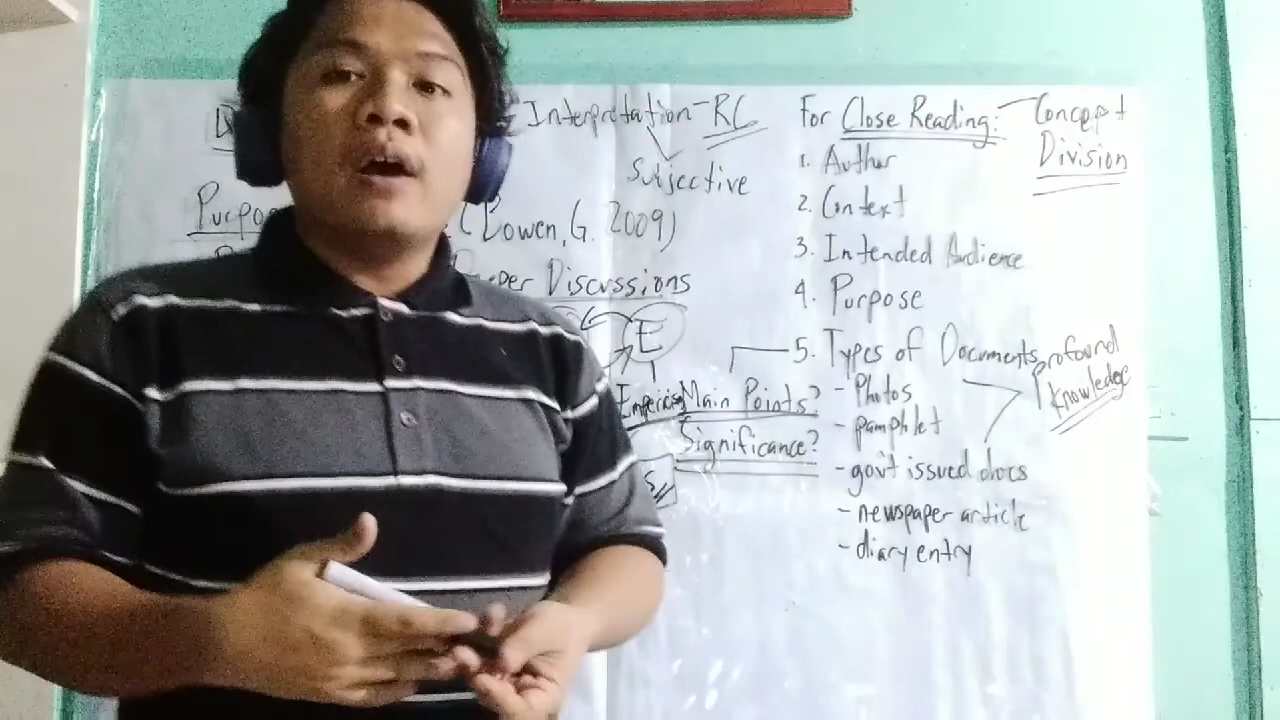 Interpretation - RC
Subjective
Purpo
(Bowen, G. 2009)
per Discussions
E
Main Points?
Significance?
For Close Reading:
Concept
Division
1. Author
2. Context
3. Intended Audience
4. Purpose
5. Types of Documents
- Photos
- pamphlet
- gov't issued docs
- newspaper article
- diary entry
profound
knowledge